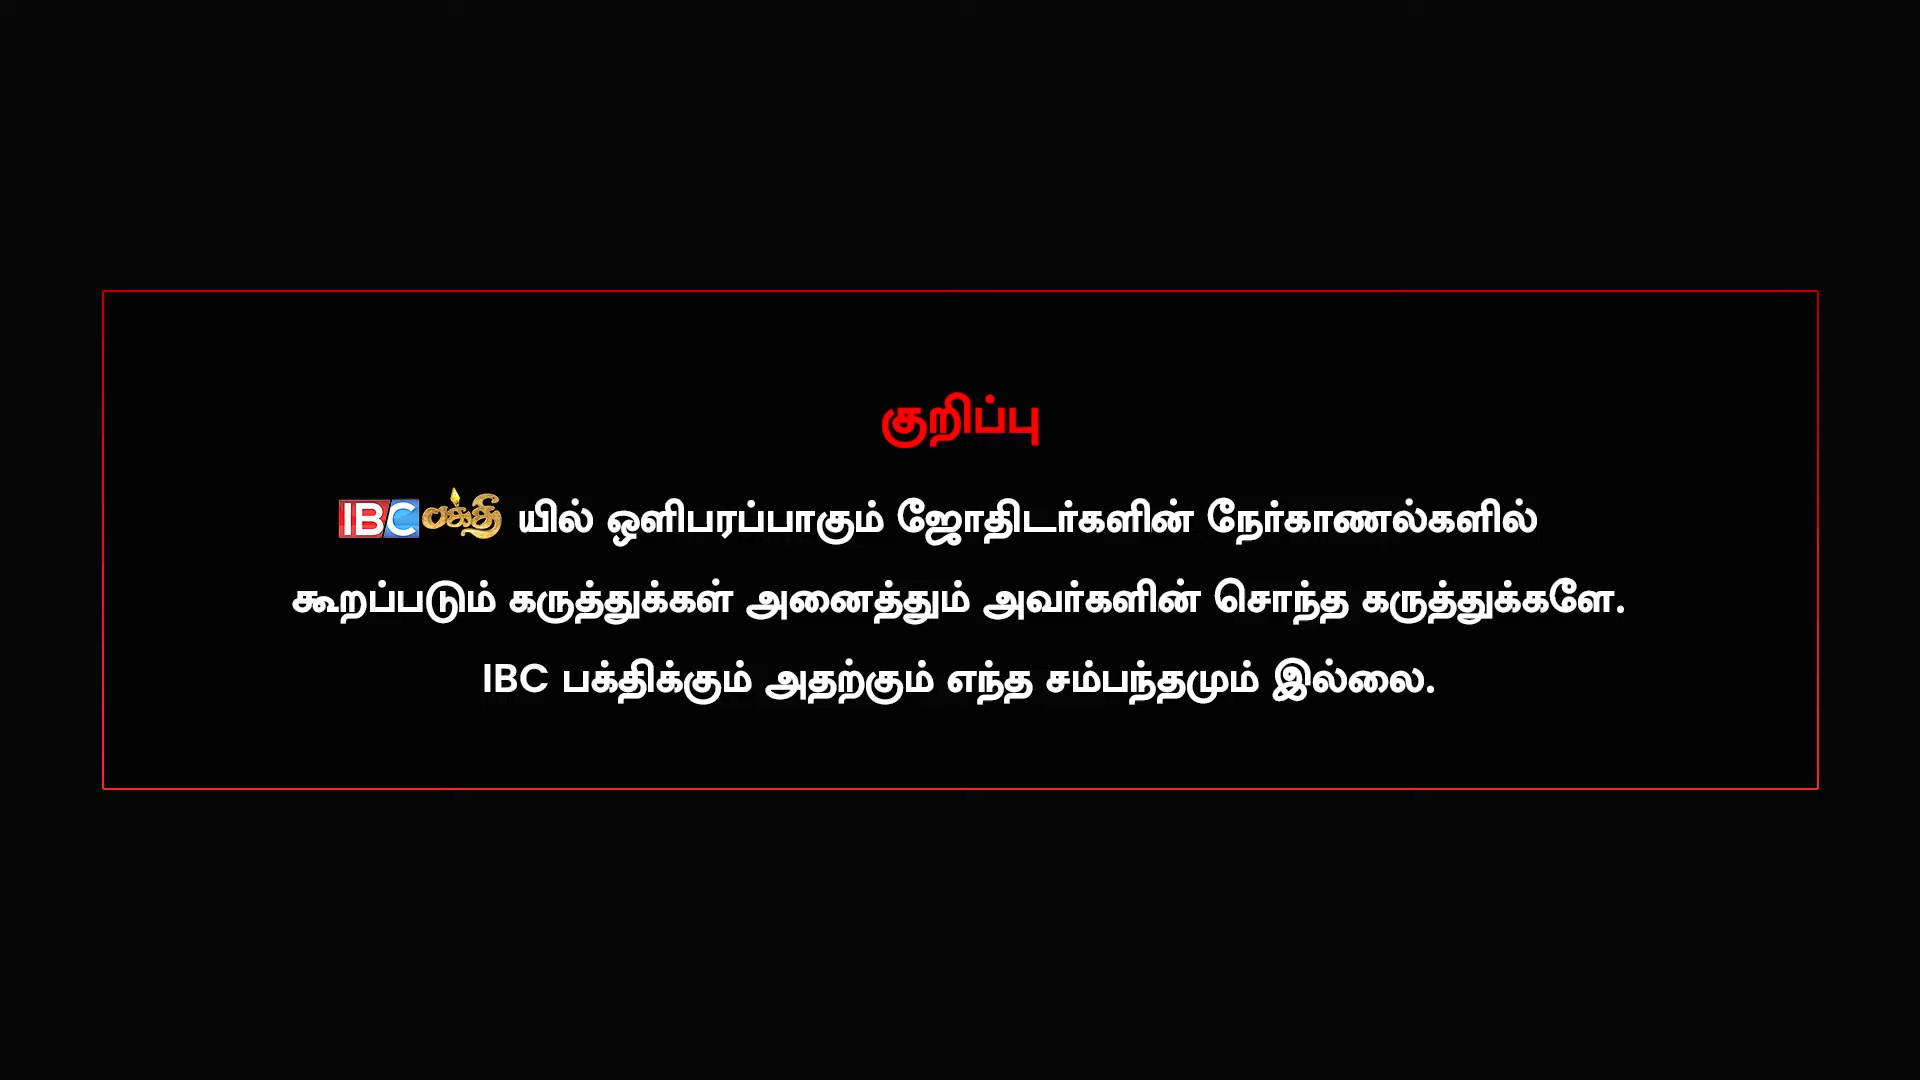 குறிப்பு
IBC பக்தி யில் ஒளிபரப்பாகும் ஜோதிடர்களின் நேர்காணல்களில்
கூறப்படும் கருத்துக்கள் அனைத்தும் அவர்களின் சொந்த கருத்துக்களே.
IBC பக்திக்கும் அதற்கும் எந்த சம்பந்தமும் இல்லை.